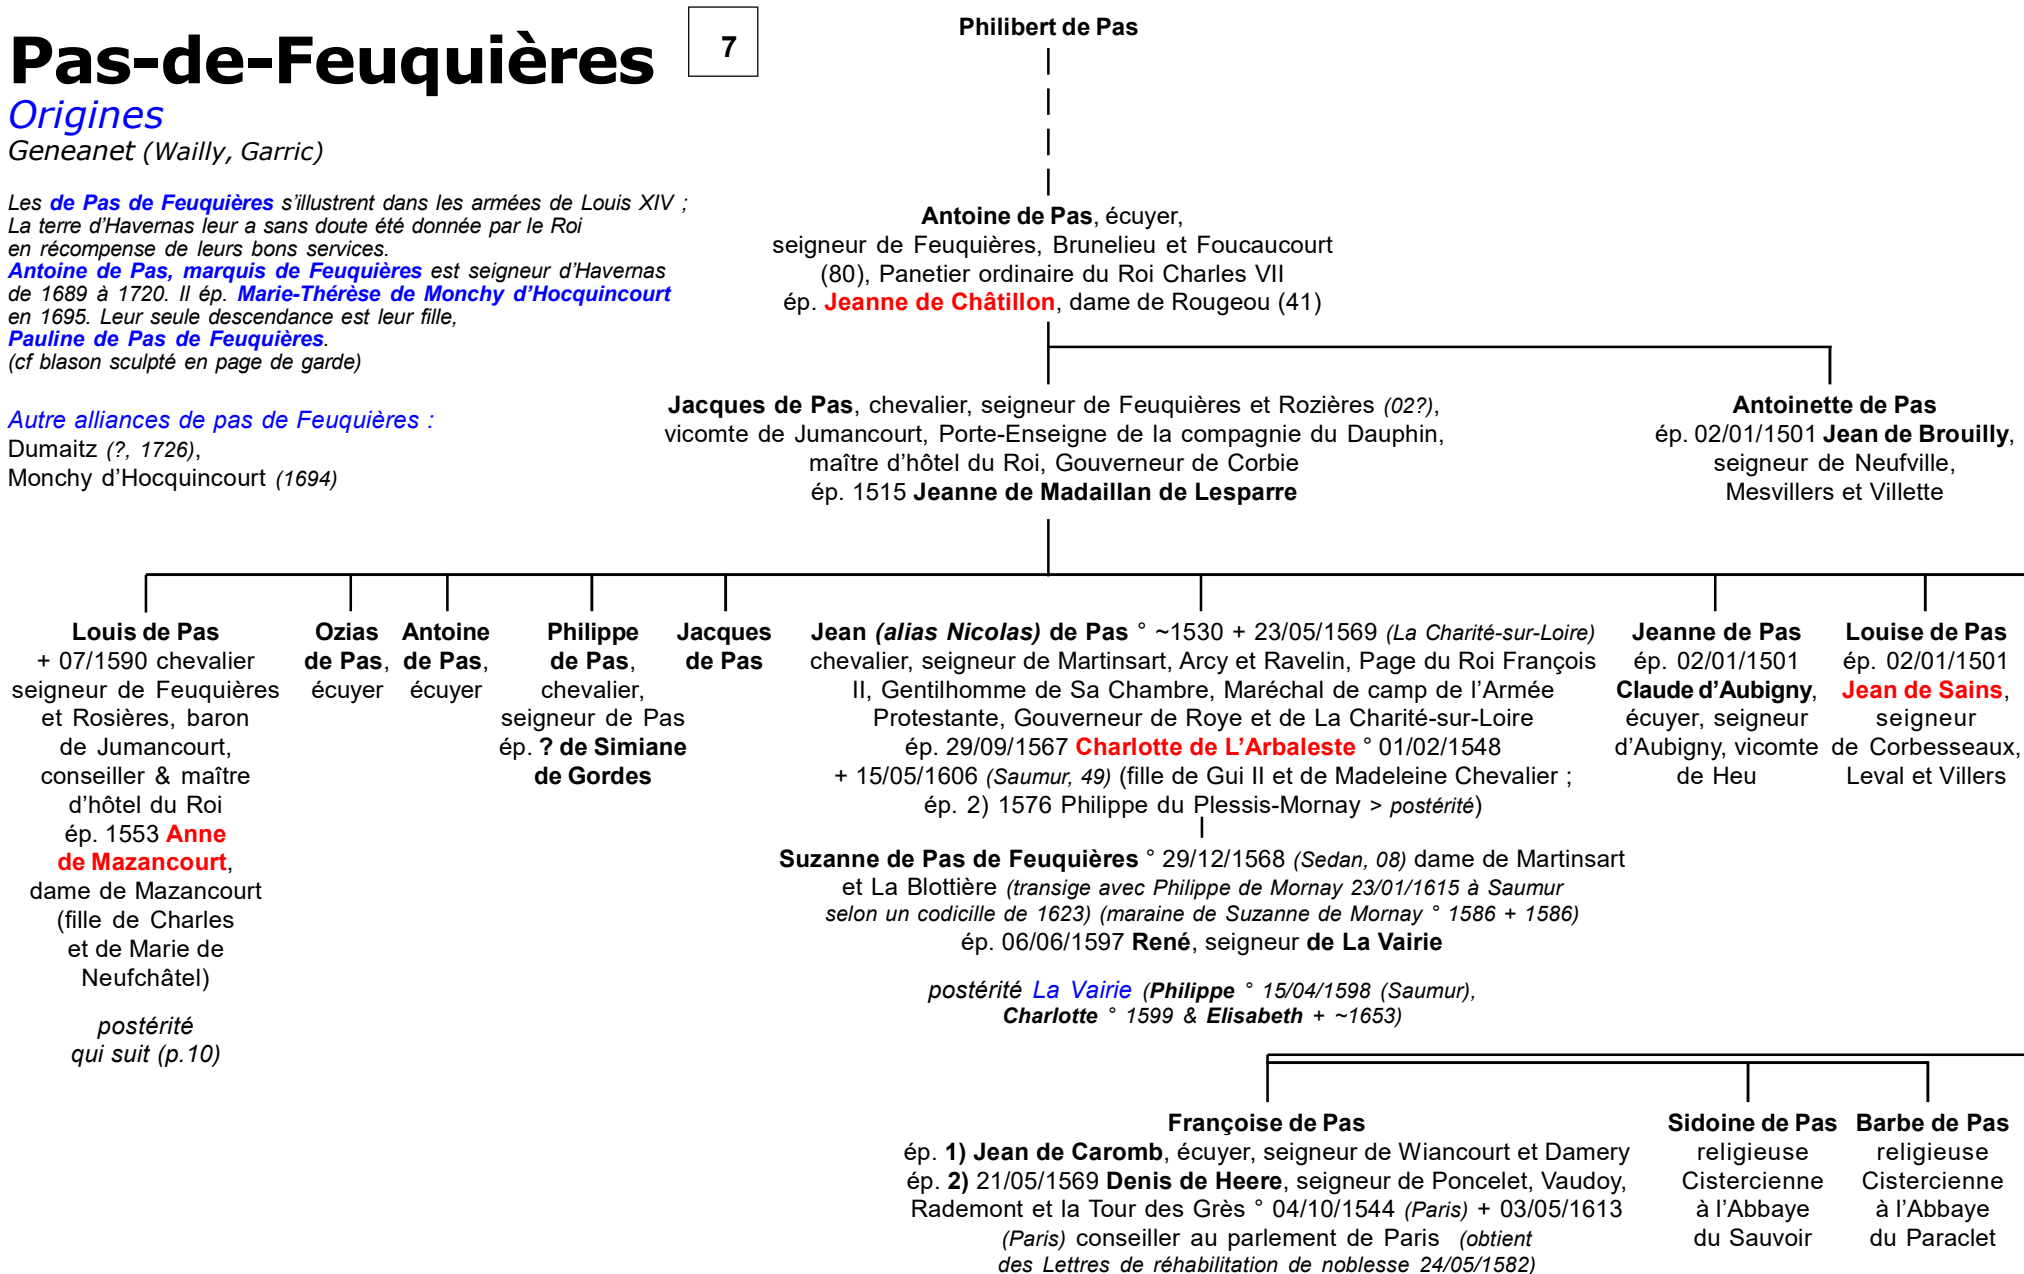 Pas-de-Feuquières
7
Origines
Geneanet (Wailly, Garric)
Les de Pas de Feuquières s'illustrent dans les armées de Louis XIV ;
La terre d'Havernas leur a sans doute été donnée par le Roi
en récompense de leurs bons services.
Antoine de Pas, marquis de Feuquières est seigneur d'Havernas
de 1689 à 1720. Il ép. Marie-Thérèse de Monchy d'Hocquincourt
en 1695. Leur seule descendance est leur fille,
Pauline de Pas de Feuquières.
(cf blason sculpté en page de garde)
Autre alliances de pas de Feuquières :
Dumaitz (?, 1726),
Monchy d'Hocquincourt (1694)
Philibert de Pas
Antoine de Pas, écuyer,
seigneur de Feuquières, Brunelieu et Foucaucourt
(80), Panetier ordinaire du Roi Charles VII
ép. Jeanne de Châtillon, dame de Rougeou (41)
Jacques de Pas, chevalier, seigneur de Feuquières et Rozières (02?),
vicomte de Jumancourt, Porte-Enseigne de la compagnie du Dauphin,
maître d'hôtel du Roi, Gouverneur de Corbie
ép. 1515 Jeanne de Madaillan de Lesparre
Antoinette de Pas
ép. 02/01/1501 Jean de Brouilly,
seigneur de Neufville,
Mesvillers et Villette
Louis de Pas
+ 07/1590 chevalier
seigneur de Feuquières
et Rosières, baron
de Jumancourt,
conseiller & maître
d'hôtel du Roi
ép. 1553 Anne
de Mazancourt,
dame de Mazancourt
(fille de Charles
et de Marie de
Neufchâtel)
postérité
qui suit (p.10)
Ozias
de Pas,
écuyer
Antoine
de Pas,
écuyer
Philippe
de Pas,
chevalier,
seigneur de Pas
ép. ? de Simiane
de Gordes
Jacques
de Pas
Jean (alias Nicolas) de Pas ° ~1530 + 23/05/1569 (La Charité-sur-Loire)
chevalier, seigneur de Martinsart, Arcy et Ravelin, Page du Roi François
II, Gentilhomme de Sa Chambre, Maréchal de camp de l'Armée
Protestante, Gouverneur de Roye et de La Charité-sur-Loire
ép. 29/09/1567 Charlotte de L'Arbaleste ° 01/02/1548
+ 15/05/1606 (Saumur, 49) (fille de Gui II et de Madeleine Chevalier ;
ép. 2) 1576 Philippe du Plessis-Mornay > postérité)
Suzanne de Pas de Feuquières ° 29/12/1568 (Sedan, 08) dame de Martinsart
et La Blottière (transige avec Philippe de Mornay 23/01/1615 à Saumur
selon un codicille de 1623) (maraine de Suzanne de Mornay ° 1586 + 1586)
ép. 06/06/1597 René, seigneur de La Vairie
postérité La Vairie (Philippe ° 15/04/1598 (Saumur),
Charlotte ° 1599 & Elisabeth + ~1653)
Jeanne de Pas
ép. 02/01/1501
Claude d'Aubigny,
écuyer, seigneur
d'Aubigny, vicomte
de Heu
Louise de Pas
ép. 02/01/1501
Jean de Sains,
seigneur
de Corbesseaux,
Leval et Villers
Françoise de Pas
ép. 1) Jean de Caromb, écuyer, seigneur de Wiancourt et Damery
ép. 2) 21/05/1569 Denis de Heere, seigneur de Poncelet, Vaudoy,
Rademont et la Tour des Grès ° 04/10/1544 (Paris) + 03/05/1613
(Paris) conseiller au parlement de Paris (obtient
des Lettres de réhabilitation de noblesse 24/05/1582)
Sidoine de Pas
religieuse
Cistercienne
à l'Abbaye
du Sauvoir
Barbe de Pas
religieuse
Cistercienne
à l'Abbaye
du Paraclet